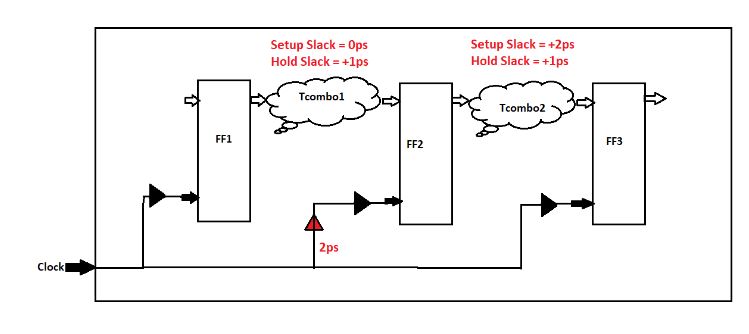 Setup Slack = 0ps
Hold Slack = +1ps
Setup Slack = +2ps
Hold Slack = +1ps
Tcombo1
Tcombo2
FF1
FF2
FF3
2ps
Clock